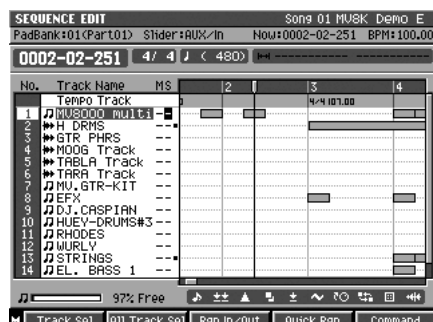 SEQUENCE EDIT Song 01 MV8K Demo E
PadBank:01(Part01) Slider:AUX/In Now:0002-02-251 BPM:100.00
0002-02-251 4/ 4 ♩ ( 480)
No. Track Name MS 2 3 4
Tempo Track 4/4 107.00
1 MV8000 multi -
2 H DRMS --
3 GTR PHRS --
4 MOOG Track --
5 TABLA Track --
6 TARA Track --
7 MV.GTR-KIT --
8 EFX --
9 DJ.CASPIAN --
10 HUEY-DRUMS#3 --
11 RHODES --
12 WURLY --
13 STRINGS --
14 EL. BASS 1 --
97% Free
M Track Sel All Track Sel Rgn In/Out Quick Rgn Command